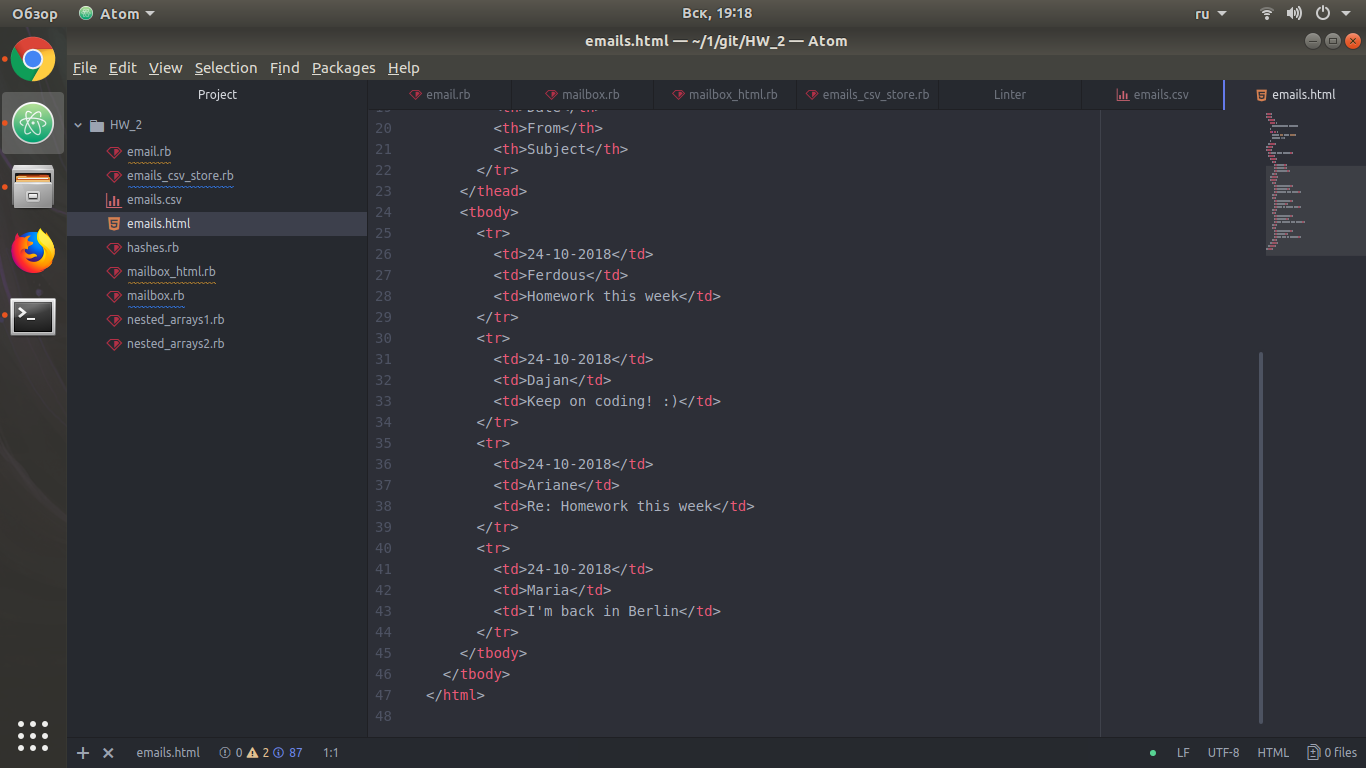 Обзор Atom Вск, 19:18 ru
emails.html — ~/1/git/HW_2 — Atom
File Edit View Selection Find Packages Help
Project email.rb mailbox.rb mailbox_html.rb emails_csv_store.rb Linter emails.csv emails.html
HW_2
email.rb
emails_csv_store.rb
emails.csv
emails.html
hashes.rb
mailbox_html.rb
mailbox.rb
nested_arrays1.rb
nested_arrays2.rb
19 <th>Date</th>
20 <th>From</th>
21 <th>Subject</th>
22 </tr>
23 </thead>
24 <tbody>
25 <tr>
26 <td>24-10-2018</td>
27 <td>Ferdous</td>
28 <td>Homework this week</td>
29 </tr>
30 <tr>
31 <td>24-10-2018</td>
32 <td>Dajan</td>
33 <td>Keep on coding! :)</td>
34 </tr>
35 <tr>
36 <td>24-10-2018</td>
37 <td>Ariane</td>
38 <td>Re: Homework this week</td>
39 </tr>
40 <tr>
41 <td>24-10-2018</td>
42 <td>Maria</td>
43 <td>I'm back in Berlin</td>
44 </tr>
45 </tbody>
46 </tbody>
47 </html>
48
emails.html 0 2 87 1:1 LF UTF-8 HTML 0 files